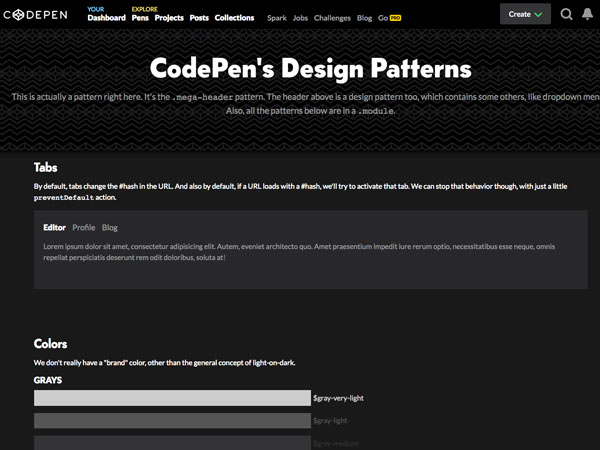 CODEPEN
YOUR EXPLORE
Dashboard Pens Projects Posts Collections Spark Jobs Challenges Blog Go PRO Create
CodePen's Design Patterns
This is actually a pattern right here. It's the .mega-header pattern. The header above is a design pattern too, which contains some others, like dropdown men
Also, all the patterns below are in a .module.
Tabs
By default, tabs change the #hash in the URL. And also by default, if a URL loads with a #hash, we'll try to activate that tab. We can stop that behavior though, with just a little
preventDefault action.
Editor Profile Blog
Lorem ipsum dolor sit amet, consectetur adipisicing elit. Autem, eveniet architecto quo. Amet praesentium impedit iure rerum optio, necessitatibus esse neque, omnis
repellat perspiciatis deserunt rem odit doloribus, soluta at!
Colors
We don't really have a "brand" color, other than the general concept of light-on-dark.
GRAYS
$gray-very-light
$gray-light
$gray-medium